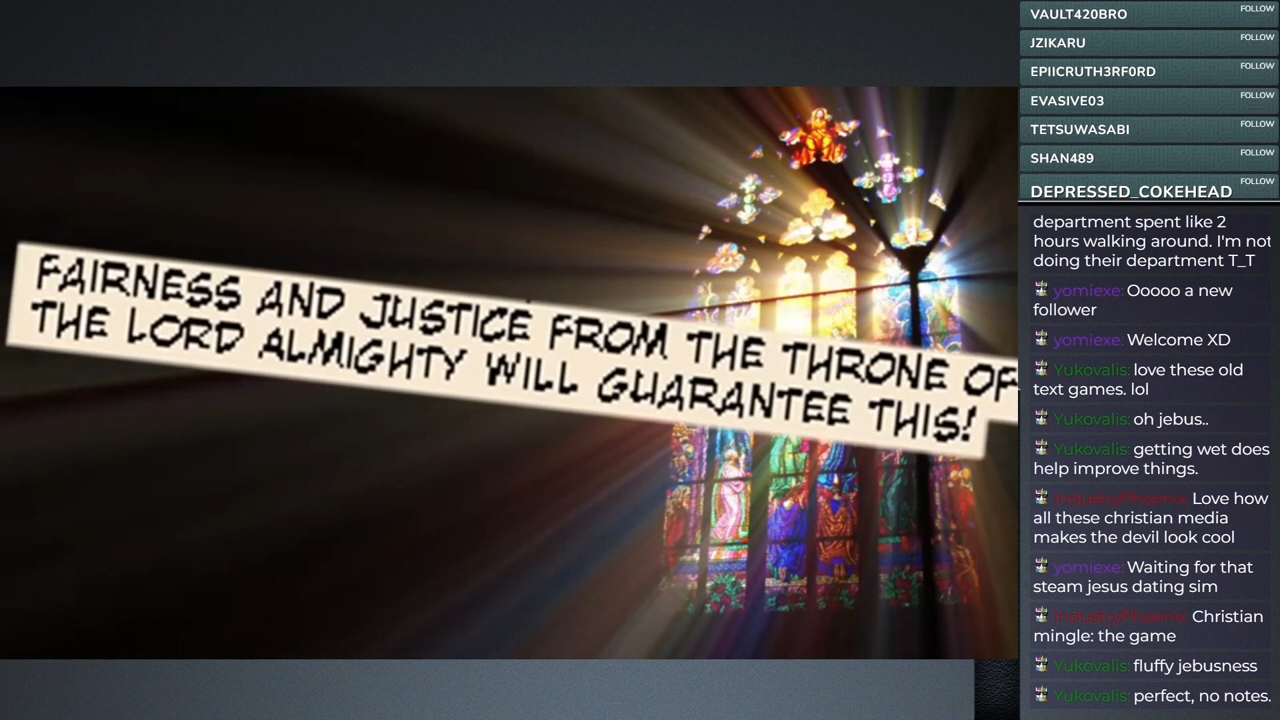 FAIRNESS AND JUSTICE FROM THE THRONE OF
THE LORD ALMIGHTY WILL GUARANTEE THIS!
VAULT420BRO FOLLOW
JZIKARU FOLLOW
EPIICRUTH3RF0RD FOLLOW
EVASIVE03 FOLLOW
TETSUWASABI FOLLOW
SHAN489 FOLLOW
DEPRESSED_COKEHEAD FOLLOW
department spent like 2
hours walking around. I'm not
doing their department T_T
yomiexe: Ooooo a new
follower
yomiexe: Welcome XD
Yukovalis: love these old
text games. lol
Yukovalis: oh jebus..
Yukovalis: getting wet does
help improve things.
IndustryPhoenix: Love how
all these christian media
makes the devil look cool
yomiexe: Waiting for that
steam jesus dating sim
IndustryPhoenix: Christian
mingle: the game
Yukovalis: fluffy jebusness
Yukovalis: perfect, no notes.